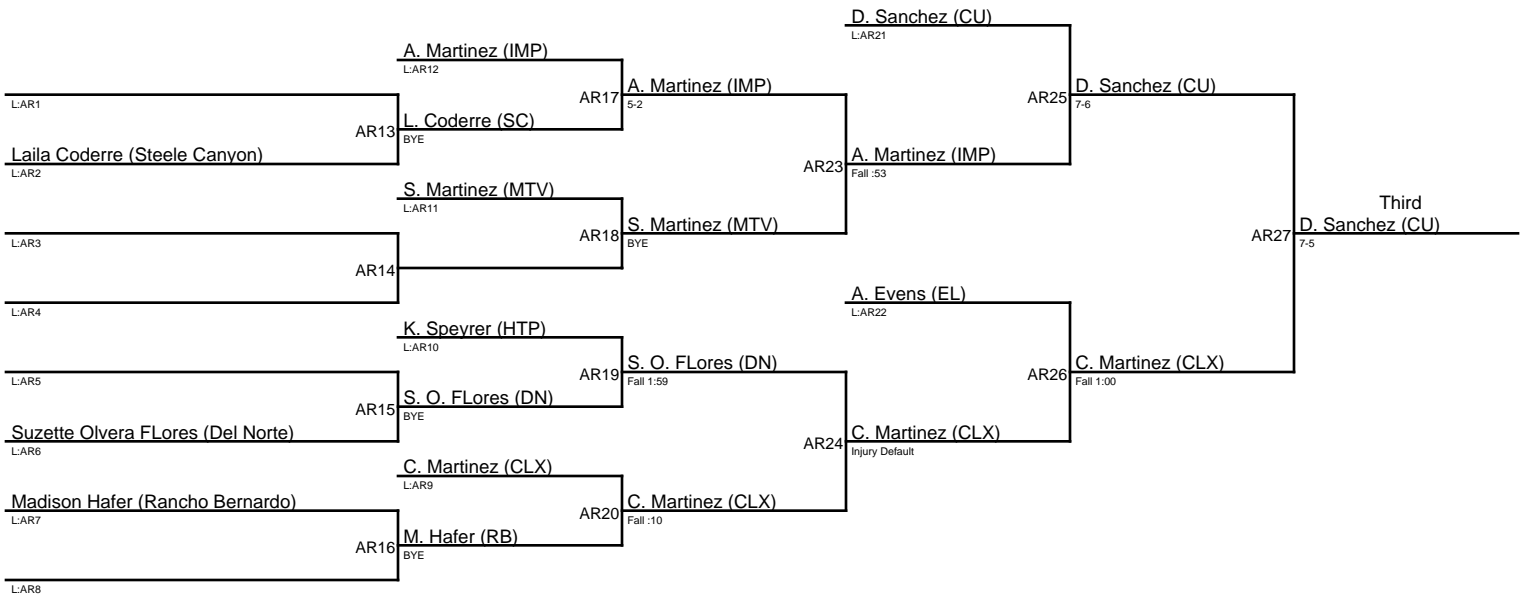 D. Sanchez (CU)
L:AR21
A. Martinez (IMP)
L:AR12
AR17
A. Martinez (IMP)
5-2
AR25
D. Sanchez (CU)
7-6
L:AR1
AR13
L. Coderre (SC)
BYE
Laila Coderre (Steele Canyon)
L:AR2
AR23
A. Martinez (IMP)
Fall :53
S. Martinez (MTV)
L:AR11
Third
AR18
S. Martinez (MTV)
BYE
AR27
D. Sanchez (CU)
7-5
L:AR3
AR14
L:AR4
A. Evens (EL)
L:AR22
K. Speyrer (HTP)
L:AR10
AR19
S. O. FLores (DN)
Fall 1:59
AR26
C. Martinez (CLX)
Fall 1:00
L:AR5
AR15
S. O. FLores (DN)
BYE
Suzette Olvera FLores (Del Norte)
L:AR6
AR24
C. Martinez (CLX)
Injury Default
C. Martinez (CLX)
L:AR9
Madison Hafer (Rancho Bernardo)
L:AR7
AR20
C. Martinez (CLX)
Fall :10
AR16
M. Hafer (RB)
BYE
L:AR8